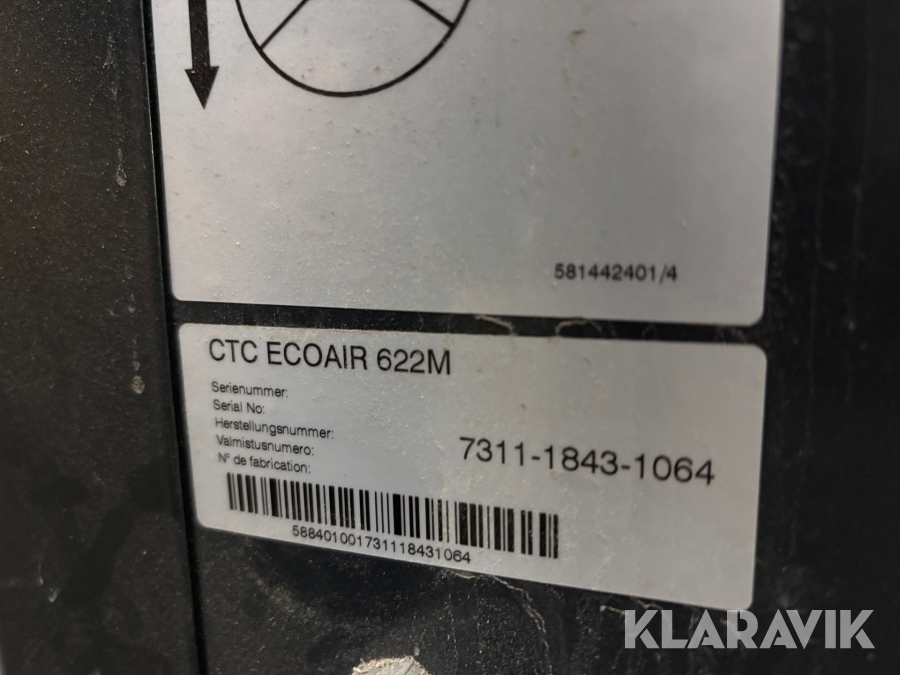 581442401/4
CTC ECOAIR 622M
Serienummer:
Serial No:
Herstellungsnummer:
Valmistusnumero:
N° de fabrication:
7311-1843-1064
588401001731118431064
KLARAVIK